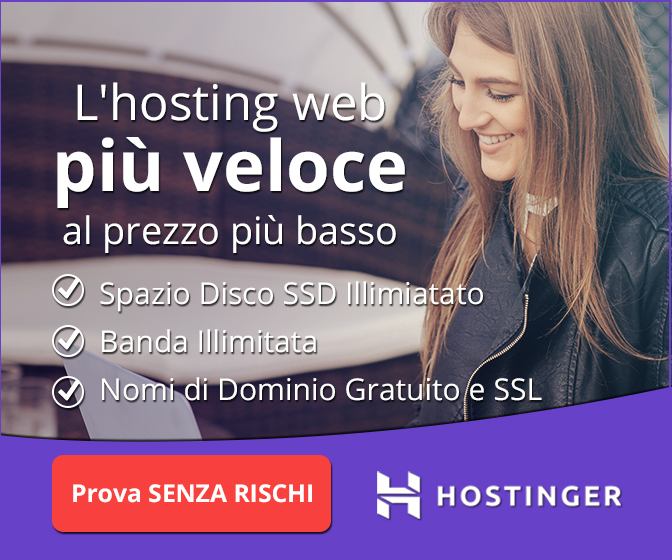 L'hosting web
più veloce
al prezzo più basso
Spazio Disco SSD Illimiatato
Banda Illimitata
Nomi di Dominio Gratuito e SSL
Prova SENZA RISCHI
HOSTINGER